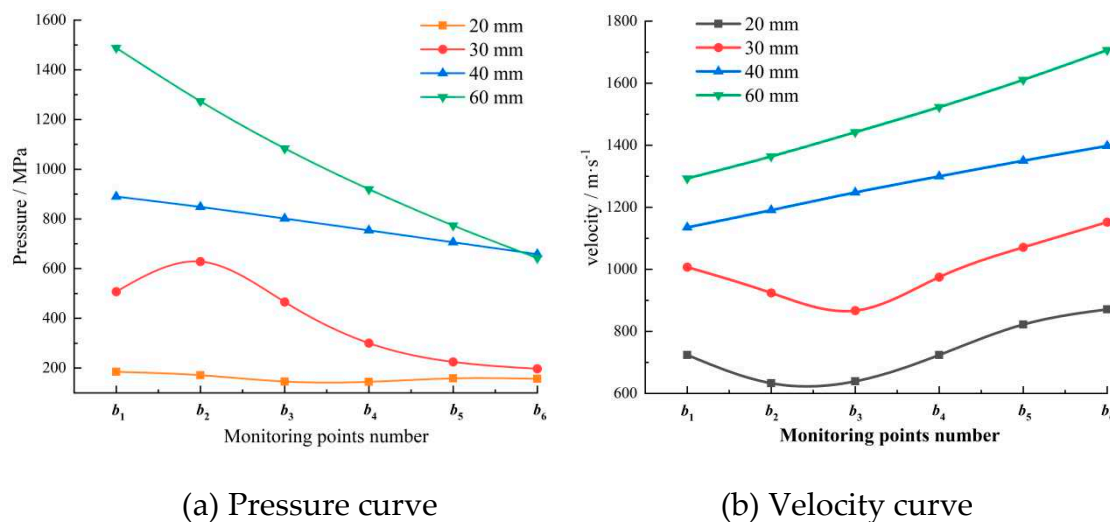 1600
1400
1200
1000
800
600
400
200
Pressure / MPa
20 mm
30 mm
40 mm
60 mm
b1 b2 b3 b4 b5 b6
Monitoring points number
(a) Pressure curve
1800
1600
1400
1200
1000
800
600
velocity / m·s-1
20 mm
30 mm
40 mm
60 mm
b1 b2 b3 b4 b5
Monitoring points number
(b) Velocity curve